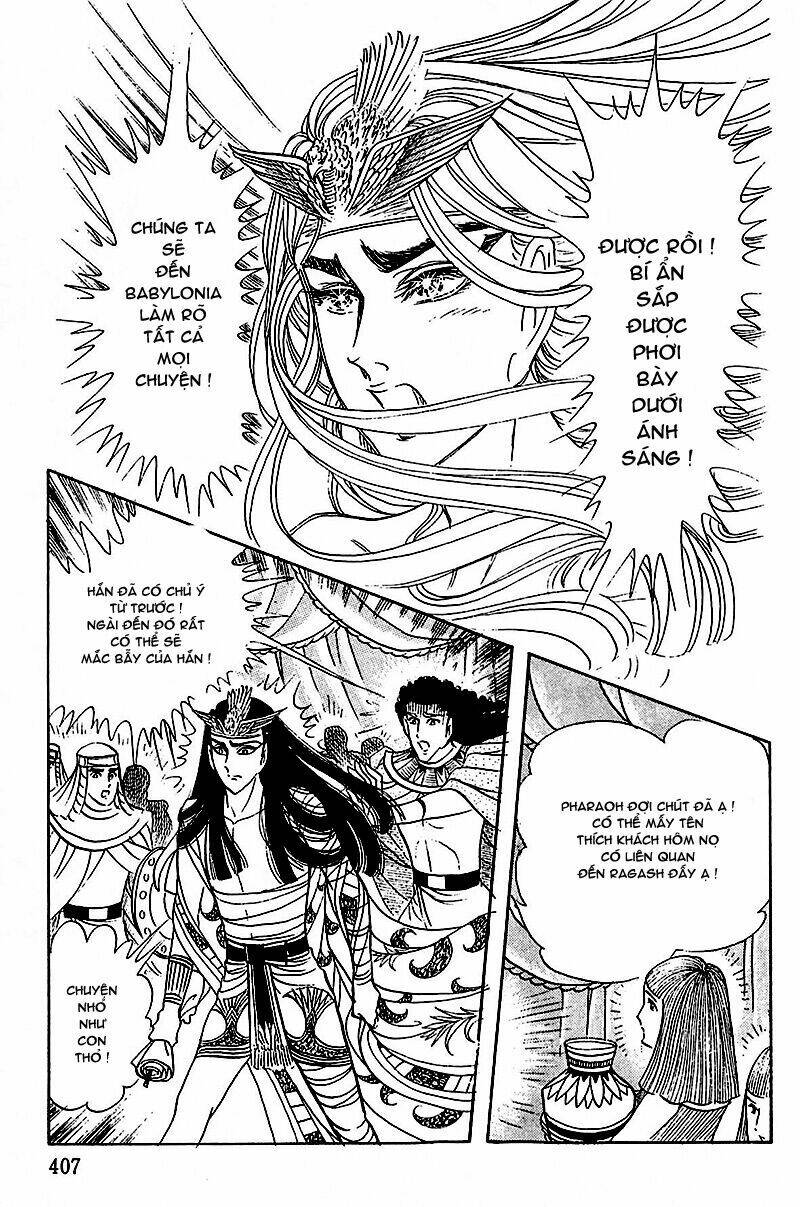 ĐƯỢC RỒI !
BÍ ẨN
SẮP
ĐƯỢC
PHƠI
BÀY
DƯỚI
ÁNH
SÁNG !
CHÚNG TA
SẼ
ĐẾN
BABYLONIA
LÀM RÕ
TẤT CẢ
MỌI
CHUYỆN !
PHARAOH ĐỢI CHÚT ĐÃ Ạ !
CÓ THỂ MẤY TÊN
THÍCH KHÁCH HÔM NỌ
CÓ LIÊN QUAN
ĐẾN RAGASH ĐẤY Ạ !
HẮN ĐÃ CÓ CHỦ Ý
TỪ TRƯỚC !
NGÀI ĐẾN ĐÓ RẤT
CÓ THỂ SẼ
MẮC BẪY CỦA HẮN !
CHUYỆN
NHỎ
NHƯ
CON
THỎ !
407